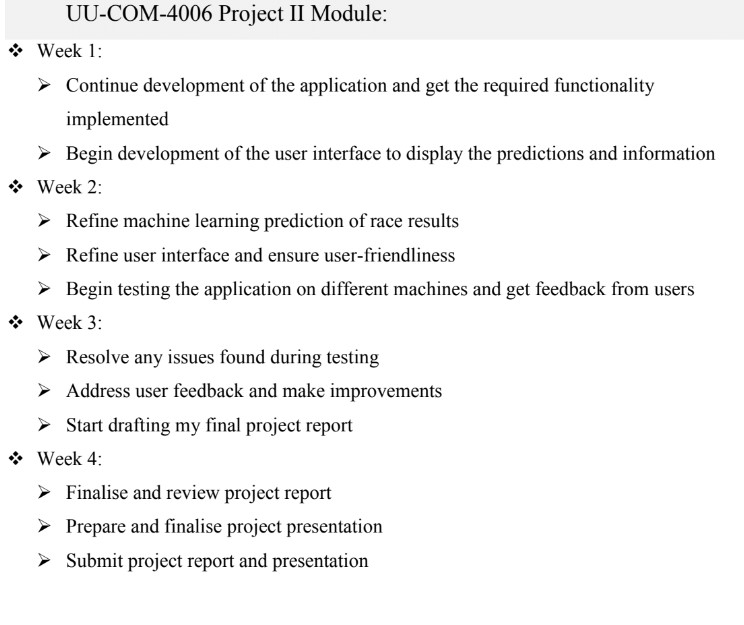 UU-COM-4006 Project II Module:
❖ Week 1:
➢ Continue development of the application and get the required functionality
implemented
➢ Begin development of the user interface to display the predictions and information
❖ Week 2:
➢ Refine machine learning prediction of race results
➢ Refine user interface and ensure user-friendliness
➢ Begin testing the application on different machines and get feedback from users
❖ Week 3:
➢ Resolve any issues found during testing
➢ Address user feedback and make improvements
➢ Start drafting my final project report
❖ Week 4:
➢ Finalise and review project report
➢ Prepare and finalise project presentation
➢ Submit project report and presentation